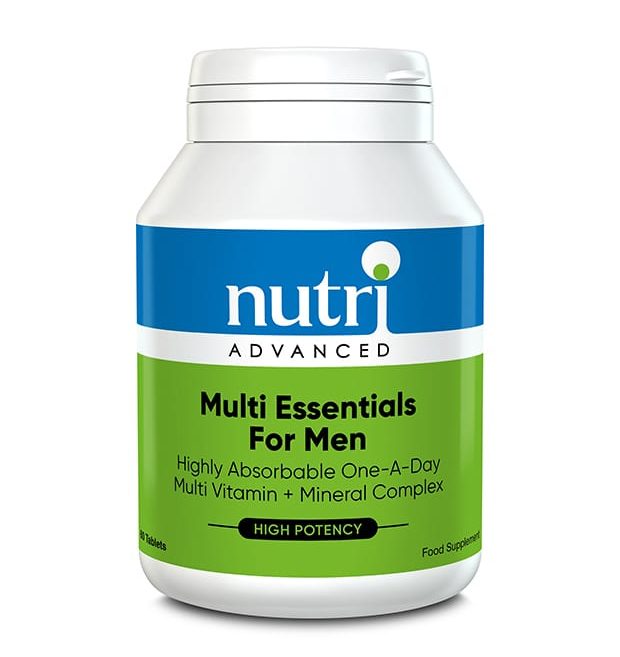 nutri
ADVANCED
Multi Essentials
For Men
Highly Absorbable One-A-Day
Multi Vitamin + Mineral Complex
HIGH POTENCY
Tablets
Food Supplement